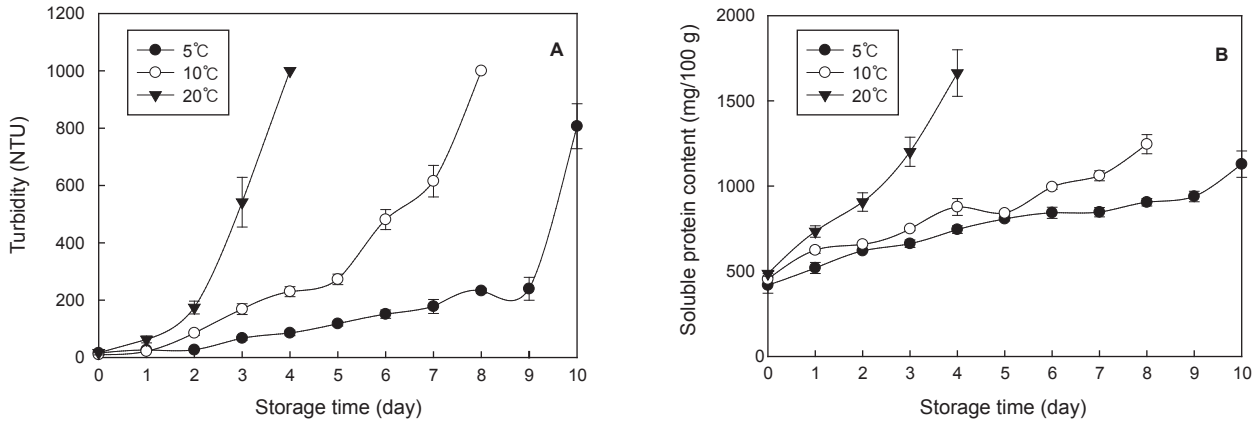 1200
1000
800
600
400
200
0
Turbidity (NTU)
5℃
10℃
20℃
A
0 1 2 3 4 5 6 7 8 9 10
Storage time (day)
2000
1500
1000
500
0
Soluble protein content (mg/100 g)
5℃
10℃
20℃
B
0 1 2 3 4 5 6 7 8 9 10
Storage time (day)